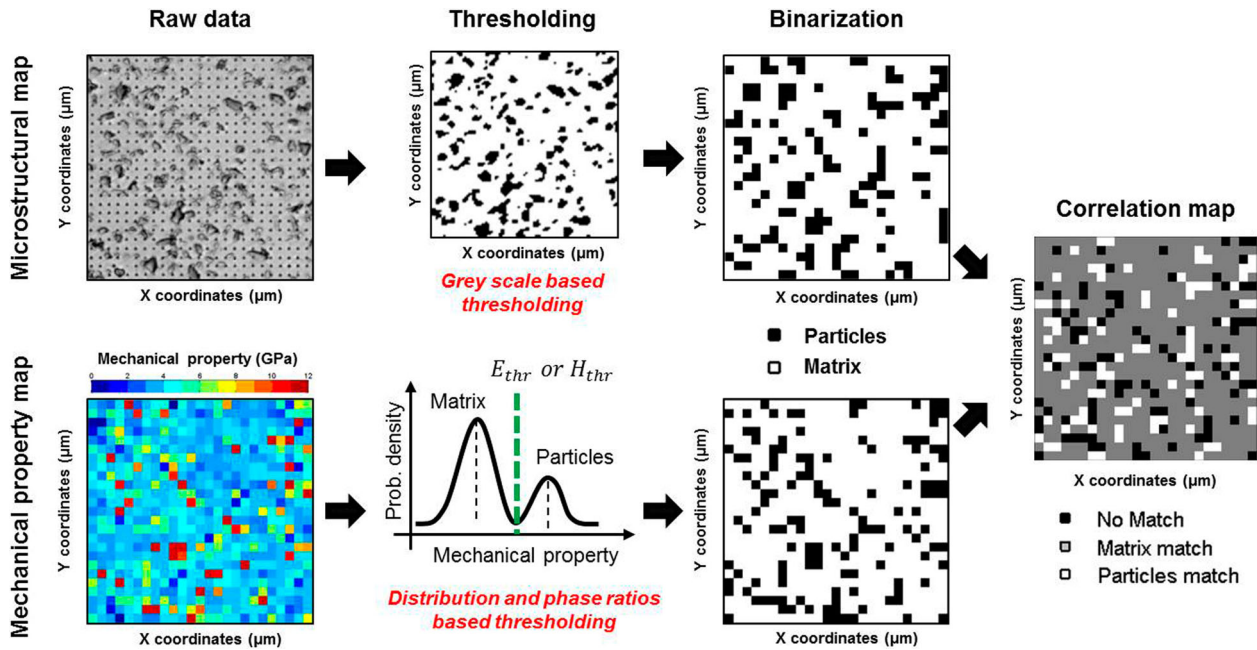 Raw data
Thresholding
Binarization
Microstructural map
Y coordinates (µm)
X coordinates (µm)
Y coordinates (µm)
X coordinates (µm)
Grey scale based
thresholding
Y coordinates (µm)
X coordinates (µm)
Particles
Matrix
Correlation map
Y coordinates (µm)
X coordinates (µm)
No Match
Matrix match
Particles match
Mechanical property map
Mechanical property (GPa)
0 2 4 6 8 10 12
Y coordinates (µm)
X coordinates (µm)
E_thr or H_thr
Matrix
Particles
Prob. density
Mechanical property
Distribution and phase ratios
based thresholding
Y coordinates (µm)
X coordinates (µm)